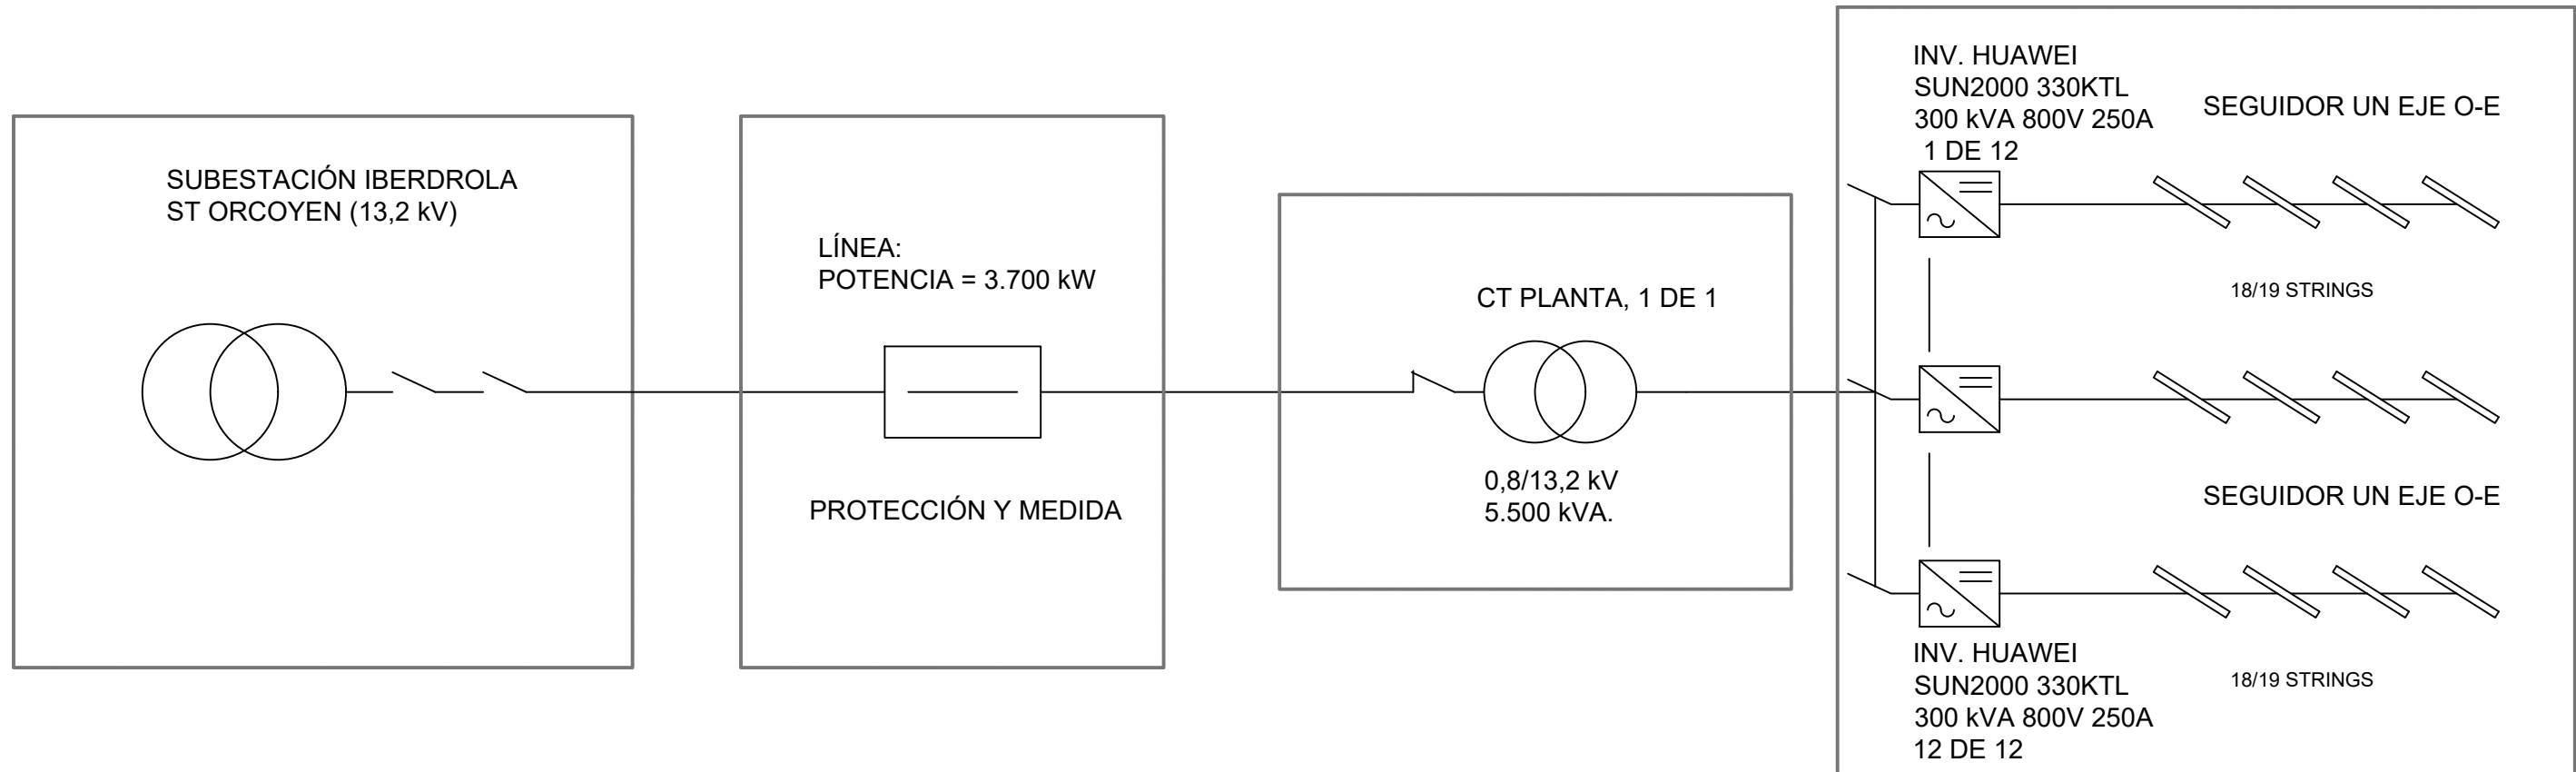 SUBESTACIÓN IBERDROLA
ST ORCOYEN (13,2 kV)
LÍNEA:
POTENCIA = 3.700 kW
PROTECCIÓN Y MEDIDA
CT PLANTA, 1 DE 1
0,8/13,2 kV
5.500 kVA.
INV. HUAWEI
SUN2000 330KTL
300 kVA 800V 250A
1 DE 12
SEGUIDOR UN EJE O-E
18/19 STRINGS
SEGUIDOR UN EJE O-E
INV. HUAWEI
SUN2000 330KTL
300 kVA 800V 250A
12 DE 12
18/19 STRINGS